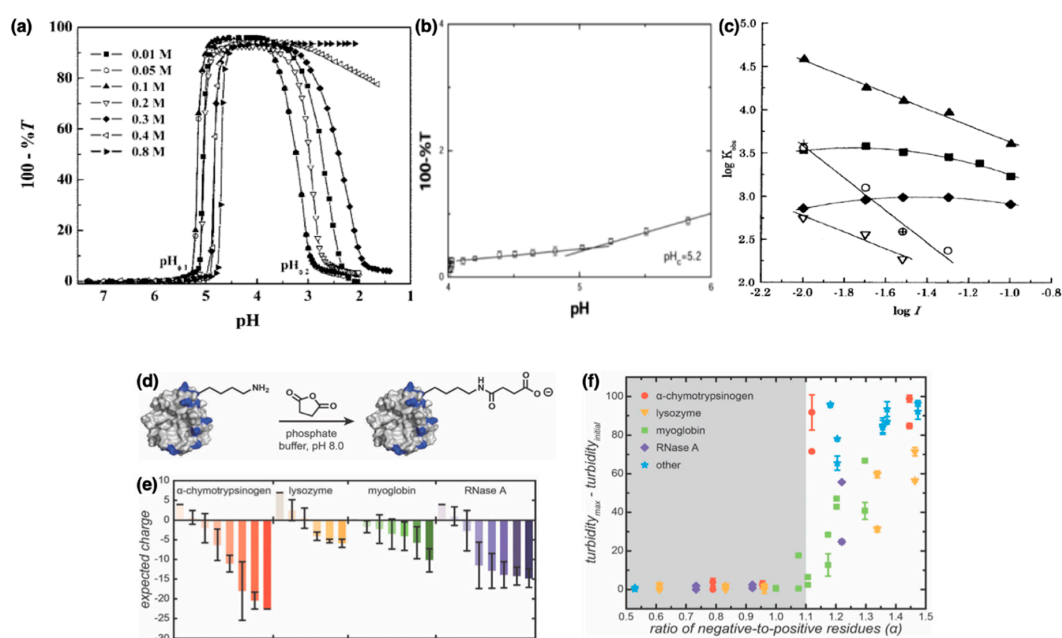 (a)
100
80
60
40
20
0
100 - %T
0.01 M
0.05 M
0.1 M
0.2 M
0.3 M
0.4 M
0.8 M
pHΦ1
pHΦ2
7 6 5 4 3 2 1
pH
(b)
4
2
0
100-%T
pHc=5.2
4 5 6
pH
(c)
5.0
4.5
4.0
3.5
3.0
2.5
2.0
log Kobs
-2.2 -2.0 -1.8 -1.6 -1.4 -1.2 -1.0 -0.8
log I
(d)
NH2
O O O
phosphate
buffer, pH 8.0
N
H
O
O
O ⊖
(e)
10
5
0
-5
-10
-15
-20
-25
-30
expected charge
α-chymotrypsinogen lysozyme myoglobin RNase A
(f)
100
80
60
40
20
0
turbiditymax - turbidityinitial
α-chymotrypsinogen
lysozyme
myoglobin
RNase A
other
0.5 0.6 0.7 0.8 0.9 1.0 1.1 1.2 1.3 1.4 1.5
ratio of negative-to-positive residues (α)